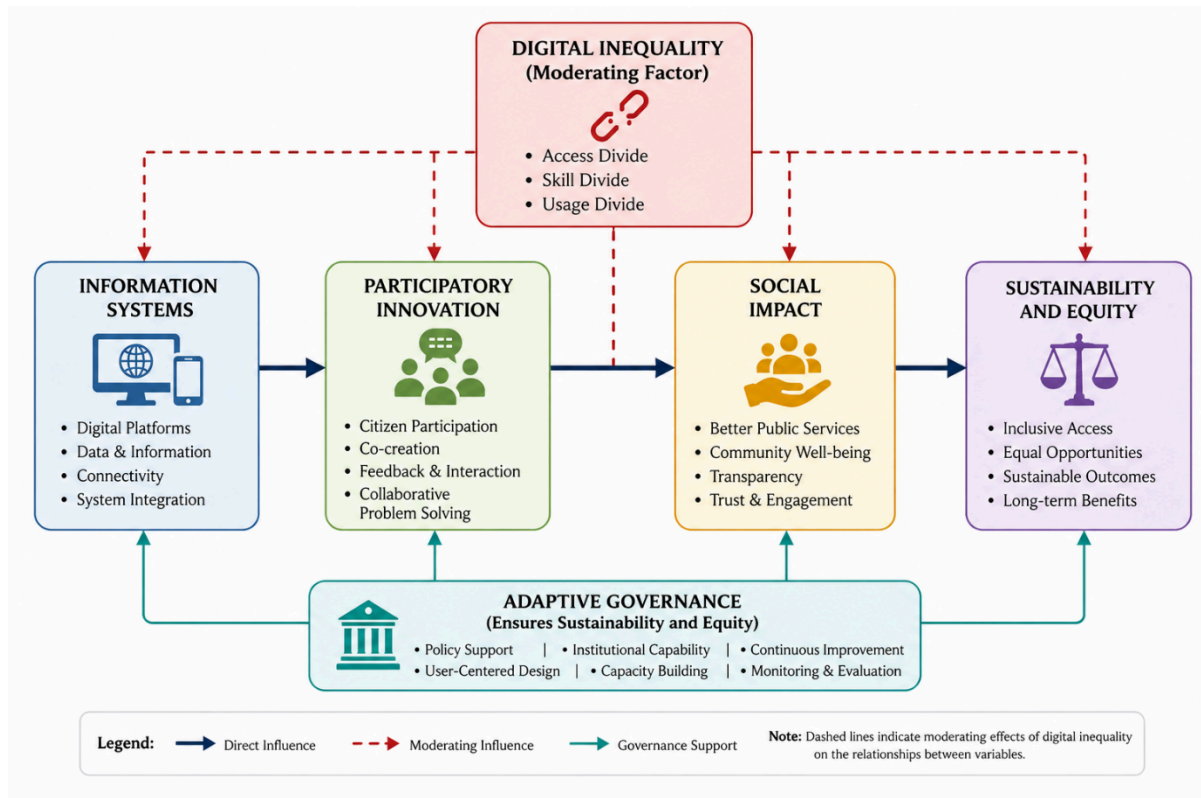 DIGITAL INEQUALITY
(Moderating Factor)
• Access Divide
• Skill Divide
• Usage Divide
INFORMATION
SYSTEMS
• Digital Platforms
• Data & Information
• Connectivity
• System Integration
PARTICIPATORY
INNOVATION
• Citizen Participation
• Co-creation
• Feedback & Interaction
• Collaborative
Problem Solving
SOCIAL
IMPACT
• Better Public Services
• Community Well-being
• Transparency
• Trust & Engagement
SUSTAINABILITY
AND EQUITY
• Inclusive Access
• Equal Opportunities
• Sustainable Outcomes
• Long-term Benefits
ADAPTIVE GOVERNANCE
(Ensures Sustainability and Equity)
• Policy Support | • Institutional Capability | • Continuous Improvement
• User-Centered Design | • Capacity Building | • Monitoring & Evaluation
Legend: Direct Influence Moderating Influence Governance Support
Note: Dashed lines indicate moderating effects of digital inequality
on the relationships between variables.